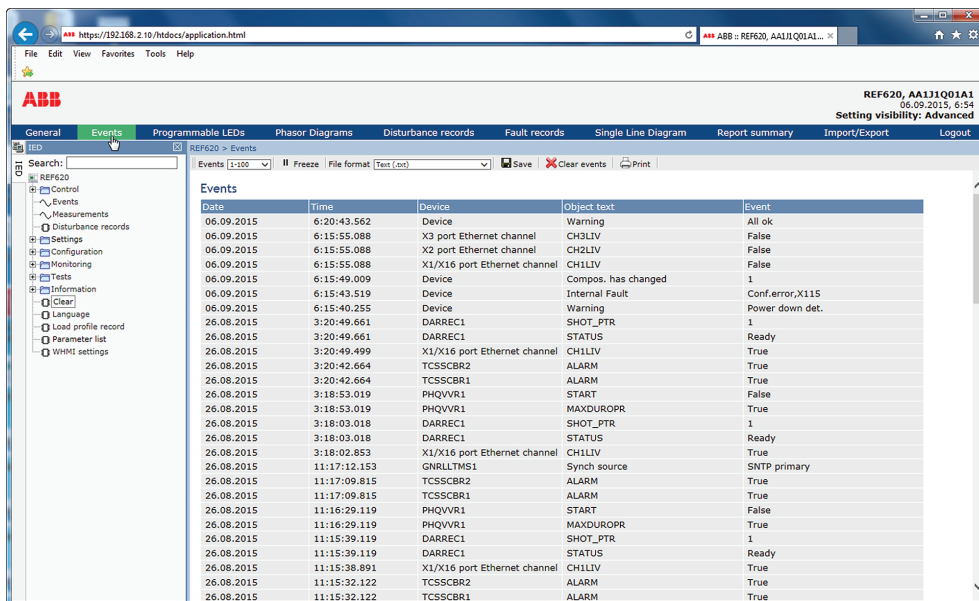 ABB https://192.168.2.10/htdocs/application.html
ABB ABB :: REF620, AA1J1Q01A1... ×
File Edit View Favorites Tools Help
ABB
REF620, AA1J1Q01A1
06.09.2015, 6:54
Setting visibility: Advanced
General Events Programmable LEDs Phasor Diagrams Disturbance records Fault records Single Line Diagram Report summary Import/Export Logout
IED
IED
REF620 > Events
Search:
Events 1-100 Freeze File format Text (.txt) Save Clear events Print
REF620
Control
Events
Measurements
Disturbance records
Settings
Configuration
Monitoring
Tests
Information
Clear
Language
Load profile record
Parameter list
WHMI settings
Events
Date Time Device Object text Event
06.09.2015 6:20:43.562 Device Warning All ok
06.09.2015 6:15:55.088 X3 port Ethernet channel CH3LIV False
06.09.2015 6:15:55.088 X2 port Ethernet channel CH2LIV False
06.09.2015 6:15:55.088 X1/X16 port Ethernet channel CH1LIV False
06.09.2015 6:15:49.009 Device Compos. has changed 1
06.09.2015 6:15:43.519 Device Internal Fault Conf.error,X115
06.09.2015 6:15:40.255 Device Warning Power down det.
26.08.2015 3:20:49.661 DARREC1 SHOT_PTR 1
26.08.2015 3:20:49.661 DARREC1 STATUS Ready
26.08.2015 3:20:49.499 X1/X16 port Ethernet channel CH1LIV True
26.08.2015 3:20:42.664 TCSSCBR2 ALARM True
26.08.2015 3:20:42.664 TCSSCBR1 ALARM True
26.08.2015 3:18:53.019 PHQVVR1 START False
26.08.2015 3:18:53.019 PHQVVR1 MAXDUROPR True
26.08.2015 3:18:03.018 DARREC1 SHOT_PTR 1
26.08.2015 3:18:03.018 DARREC1 STATUS Ready
26.08.2015 3:18:02.853 X1/X16 port Ethernet channel CH1LIV True
26.08.2015 11:17:12.153 GNRLLTMS1 Synch source SNTP primary
26.08.2015 11:17:09.815 TCSSCBR2 ALARM True
26.08.2015 11:17:09.815 TCSSCBR1 ALARM True
26.08.2015 11:16:29.119 PHQVVR1 START False
26.08.2015 11:16:29.119 PHQVVR1 MAXDUROPR True
26.08.2015 11:15:39.119 DARREC1 SHOT_PTR 1
26.08.2015 11:15:39.119 DARREC1 STATUS Ready
26.08.2015 11:15:38.891 X1/X16 port Ethernet channel CH1LIV True
26.08.2015 11:15:32.122 TCSSCBR2 ALARM True
26.08.2015 11:15:32.122 TCSSCBR1 ALARM True